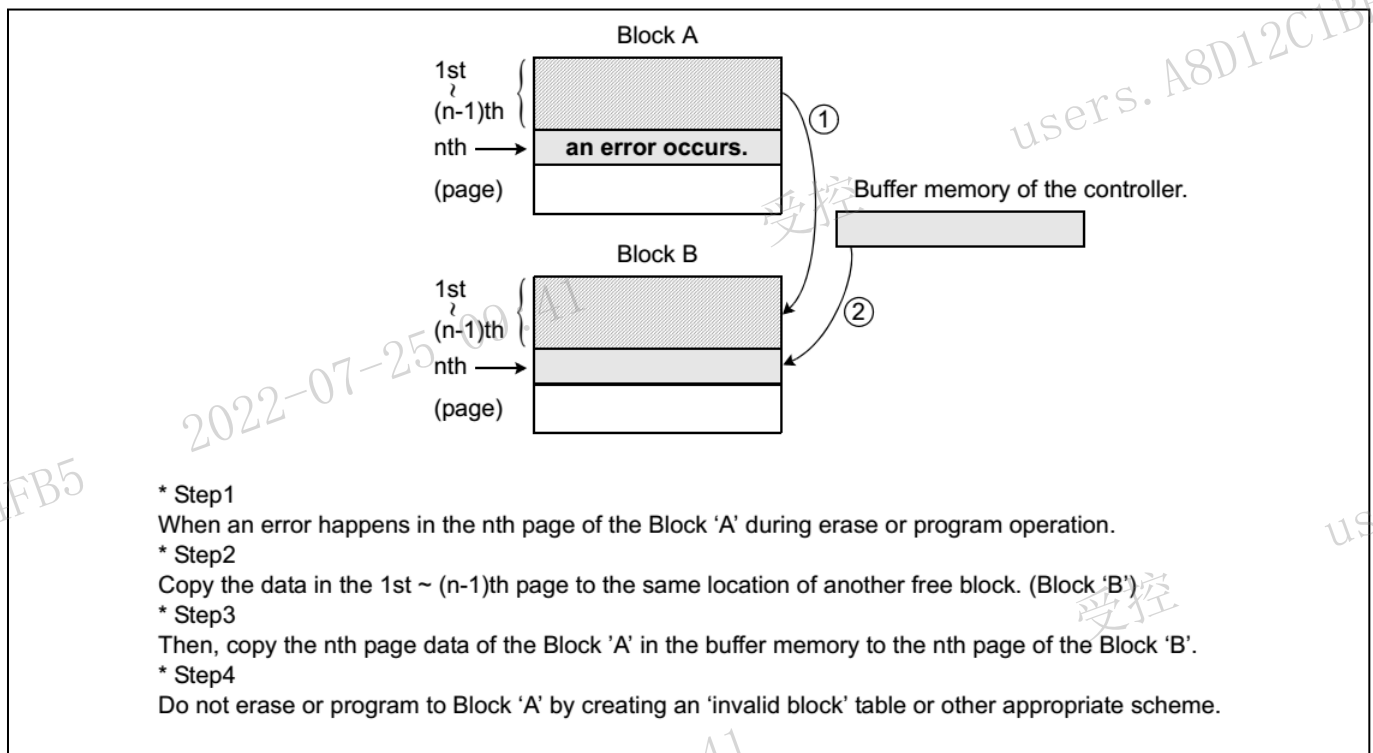 Block A
1st
~
(n-1)th
nth
an error occurs.
(page)
①
Buffer memory of the controller.
Block B
1st
~
(n-1)th
nth
(page)
②
* Step1
When an error happens in the nth page of the Block ‘A’ during erase or program operation.
* Step2
Copy the data in the 1st ~ (n-1)th page to the same location of another free block. (Block ‘B’)
* Step3
Then, copy the nth page data of the Block ’A’ in the buffer memory to the nth page of the Block ‘B’.
* Step4
Do not erase or program to Block ‘A’ by creating an ‘invalid block’ table or other appropriate scheme.
users.A8D12C1B
受控
2022-07-25 09:41
FB5
us
受控
41